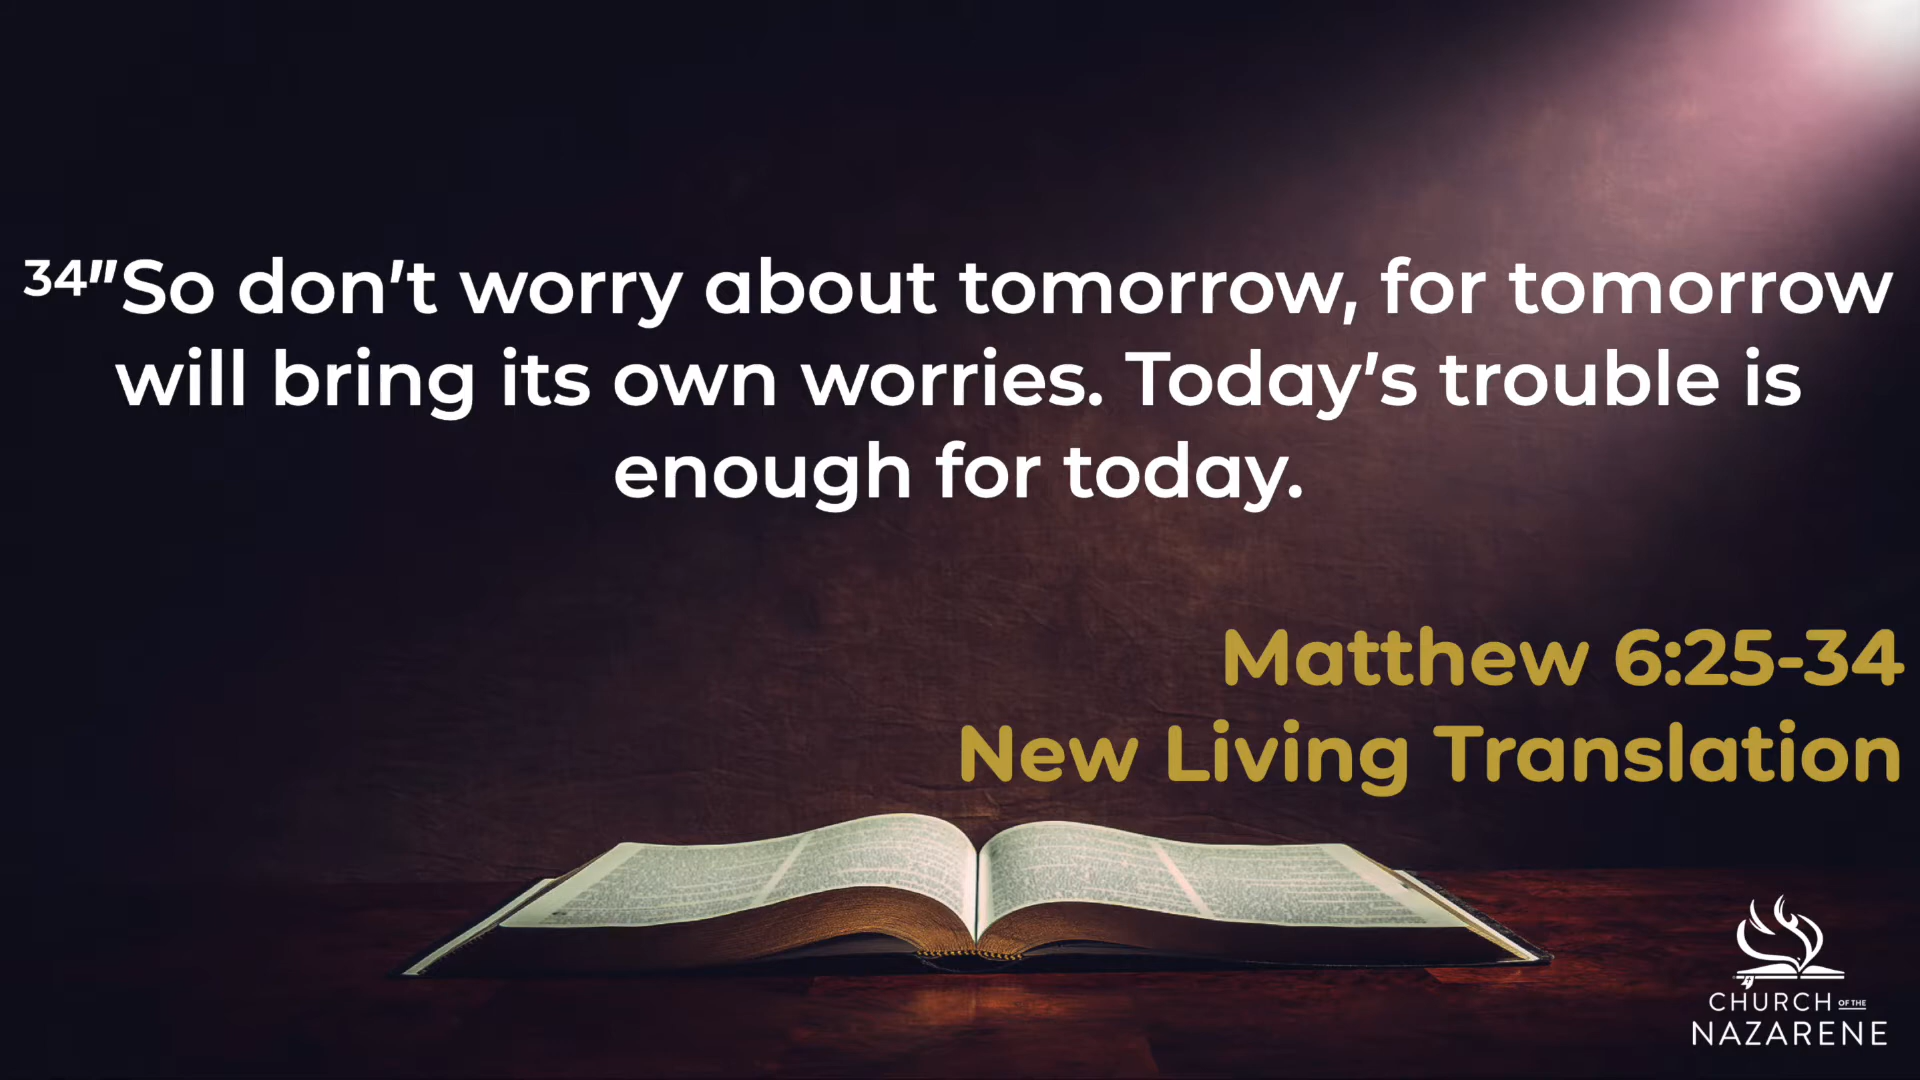 34"So don't worry about tomorrow, for tomorrow
will bring its own worries. Today's trouble is
enough for today.
Matthew 6:25-34
New Living Translation
CHURCH OF THE
NAZARENE